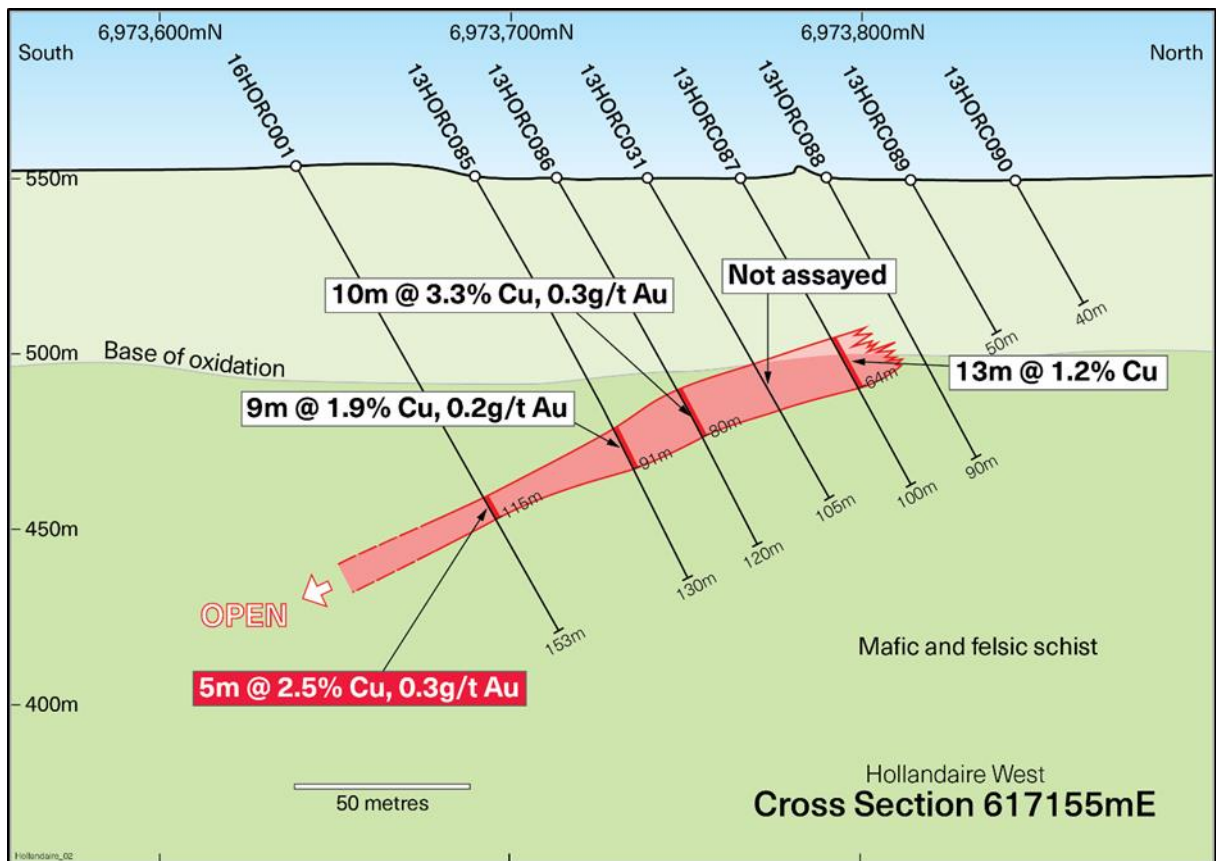 6,973,600mN
6,973,700mN
6,973,800mN
South
North
16HORC001
13HORC085
13HORC086
13HORC031
13HORC087
13HORC088
13HORC089
13HORC090
550m
Not assayed
10m @ 3.3% Cu, 0.3g/t Au
40m
50m
500m
Base of oxidation
13m @ 1.2% Cu
64m
9m @ 1.9% Cu, 0.2g/t Au
80m
91m
90m
115m
100m
105m
450m
120m
130m
OPEN
153m
Mafic and felsic schist
5m @ 2.5% Cu, 0.3g/t Au
400m
Hollandaire West
50 metres
Cross Section 617155mE
Hollandaire_02